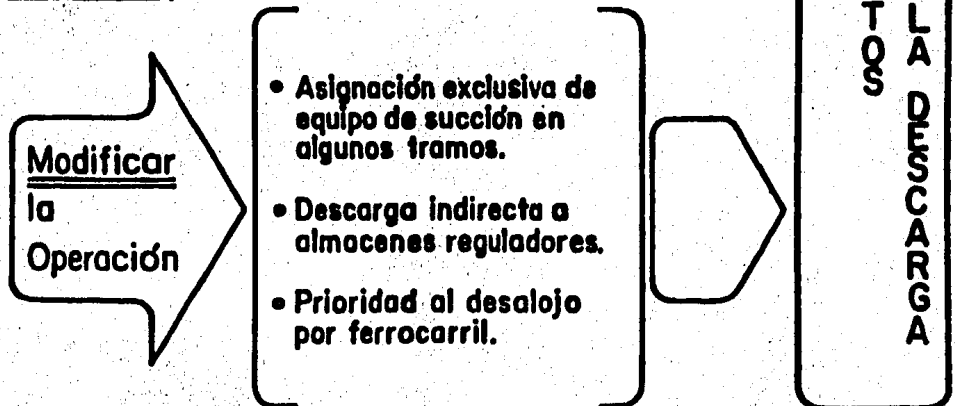 Modificar
la
Operación
• Asignación exclusiva de
equipo de succión en
algunos tramos.
• Descarga indirecta a
almacenes reguladores.
• Prioridad al desalojo
por ferrocarril.
TOS
LA DESCARGA